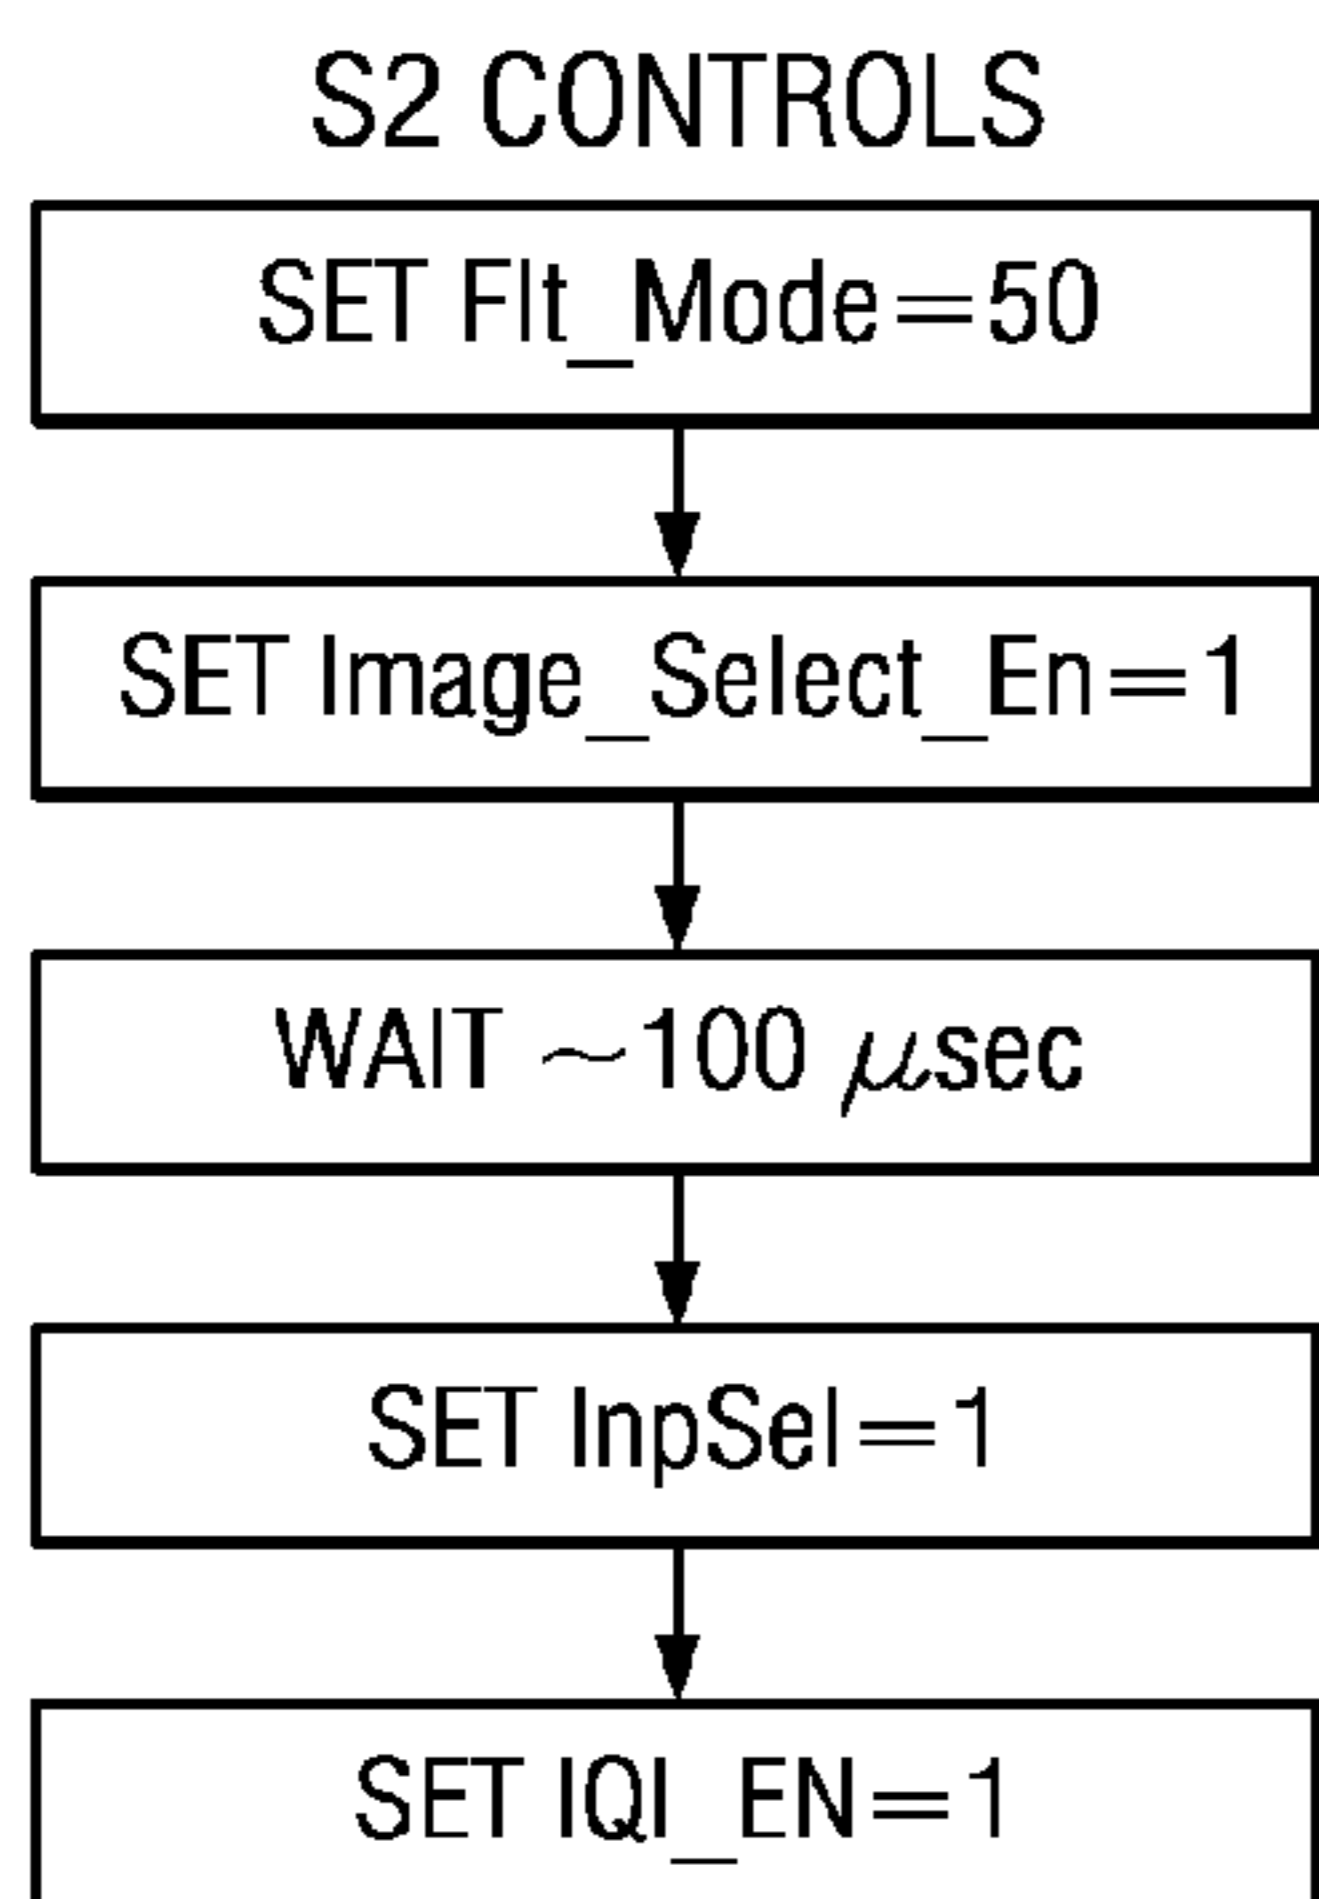 S2 CONTROLS
SET Flt_Mode=50
SET Image_Select_En=1
WAIT ~100 μsec
SET InpSel=1
SET IQI_EN=1